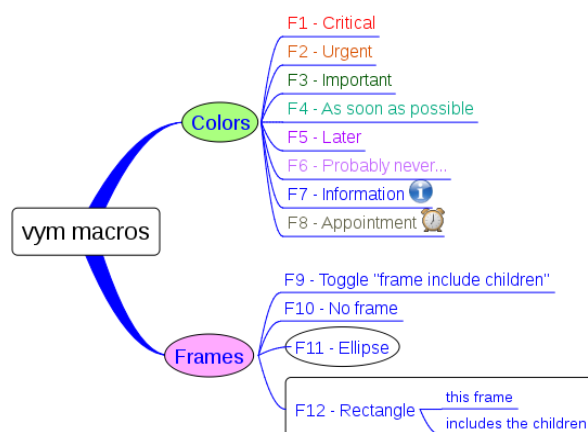 vym macros
Colors
F1 - Critical
F2 - Urgent
F3 - Important
F4 - As soon as possible
F5 - Later
F6 - Probably never...
F7 - Information
F8 - Appointment
Frames
F9 - Toggle "frame include children"
F10 - No frame
F11 - Ellipse
F12 - Rectangle
this frame
includes the children